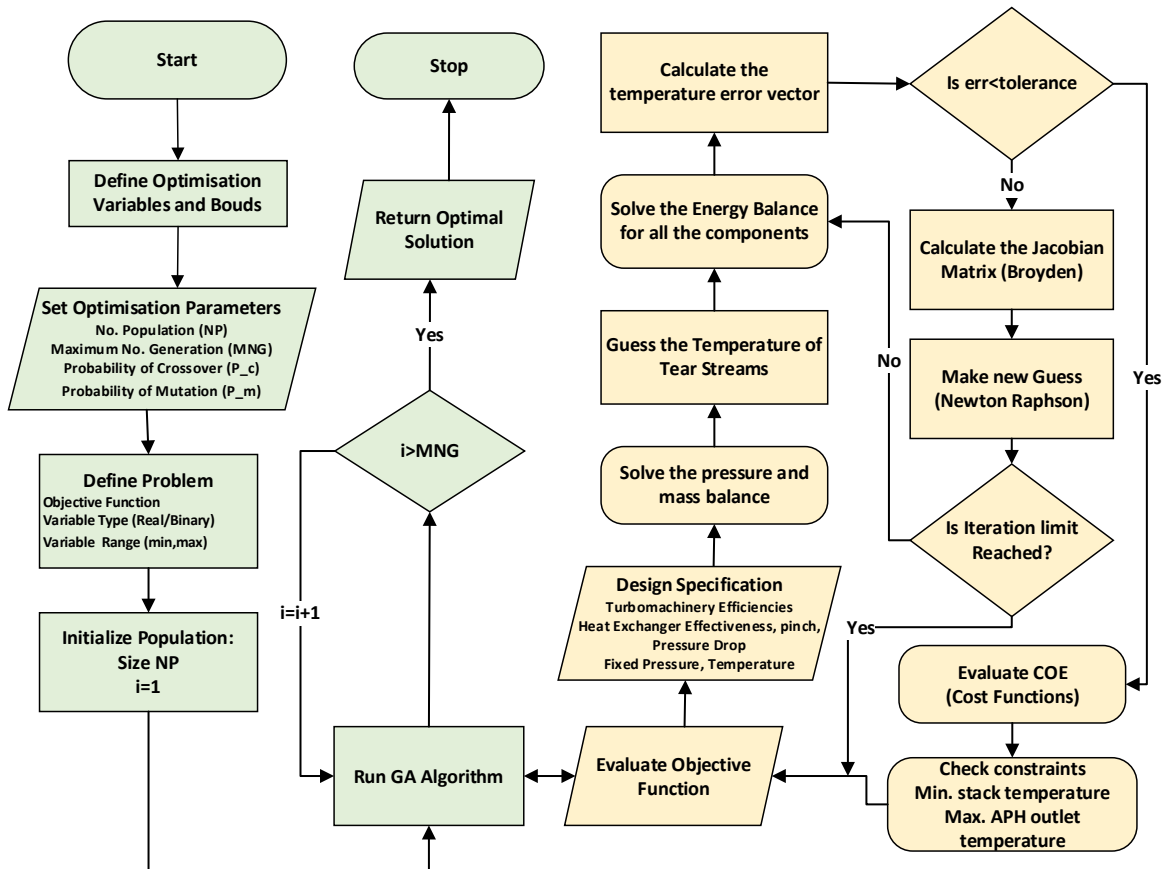 Start
Define Optimisation
Variables and Bouds
Set Optimisation Parameters
No. Population (NP)
Maximum No. Generation (MNG)
Probability of Crossover (P_c)
Probability of Mutation (P_m)
Define Problem
Objective Function
Variable Type (Real/Binary)
Variable Range (min,max)
Initialize Population:
Size NP
i=1
Stop
Return Optimal
Solution
Yes
i>MNG
i=i+1
Run GA Algorithm
Calculate the
temperature error vector
Solve the Energy Balance
for all the components
Guess the Temperature of
Tear Streams
Solve the pressure and
mass balance
Design Specification
Turbomachinery Efficiencies
Heat Exchanger Effectiveness, pinch,
Pressure Drop
Fixed Pressure, Temperature
Evaluate Objective
Function
Is err<tolerance
No
Calculate the Jacobian
Matrix (Broyden)
Make new Guess
(Newton Raphson)
No
Yes
Is Iteration limit
Reached?
Yes
Evaluate COE
(Cost Functions)
Check constraints
Min. stack temperature
Max. APH outlet
temperature